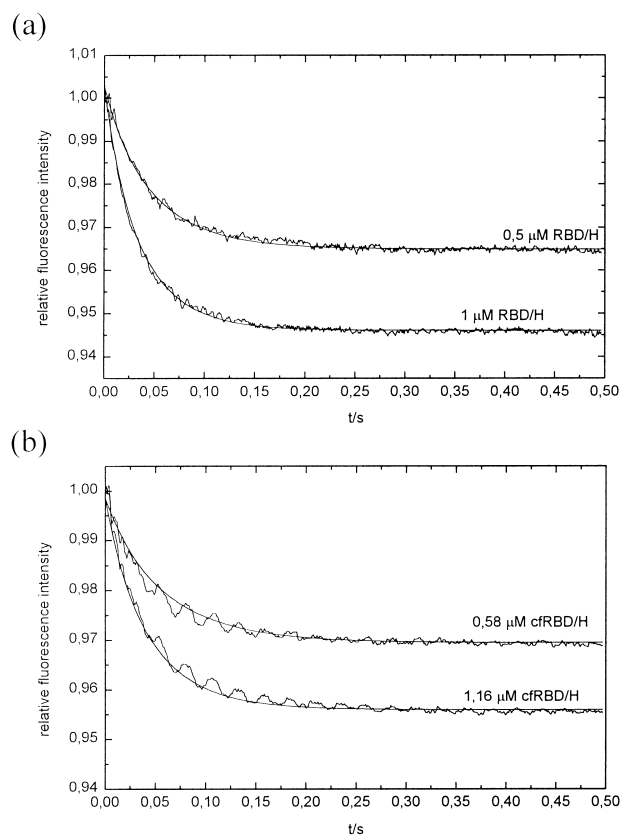 (a)
1,01
1,00
0,99
0,98
0,97
0,96
0,95
0,94
relative fluorescence intensity
0,5 µM RBD/H
1 µM RBD/H
0,00 0,05 0,10 0,15 0,20 0,25 0,30 0,35 0,40 0,45 0,50
t/s
(b)
1,00
0,99
0,98
0,97
0,96
0,95
0,94
relative fluorescence intensity
0,58 µM cfRBD/H
1,16 µM cfRBD/H
0,00 0,05 0,10 0,15 0,20 0,25 0,30 0,35 0,40 0,45 0,50
t/s